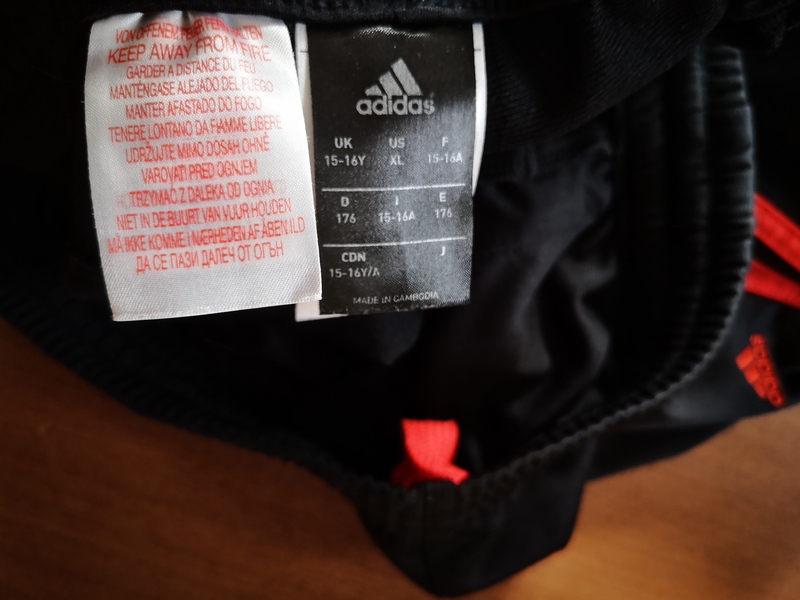 VON OFFENEM FEUER FERNHALTEN
KEEP AWAY FROM FIRE
GARDER A DISTANCE DU FEU
MANTÉNGASE ALEJADO DEL FUEGO
MANTER AFASTADO DO FOGO
TENERE LONTANO DA FIAMME LIBERE
UDRŽUJTE MIMO DOSAH OHNĚ
VAROVATI PRED OGNJEM
TRZYMAĆ Z DALEKA OD OGNIA
NIET IN DE BUURT VAN VUUR HOUDEN
MÅ IKKE KOMME I NÆRHEDEN AF ÅBEN ILD
ДА СЕ ПАЗИ ДАЛЕЧ ОТ ОГЪН
adidas
UK US F
15-16Y XL 15-16A
D I E
176 15-16A 176
CDN J
15-16Y/A
MADE IN CAMBODIA
adidas